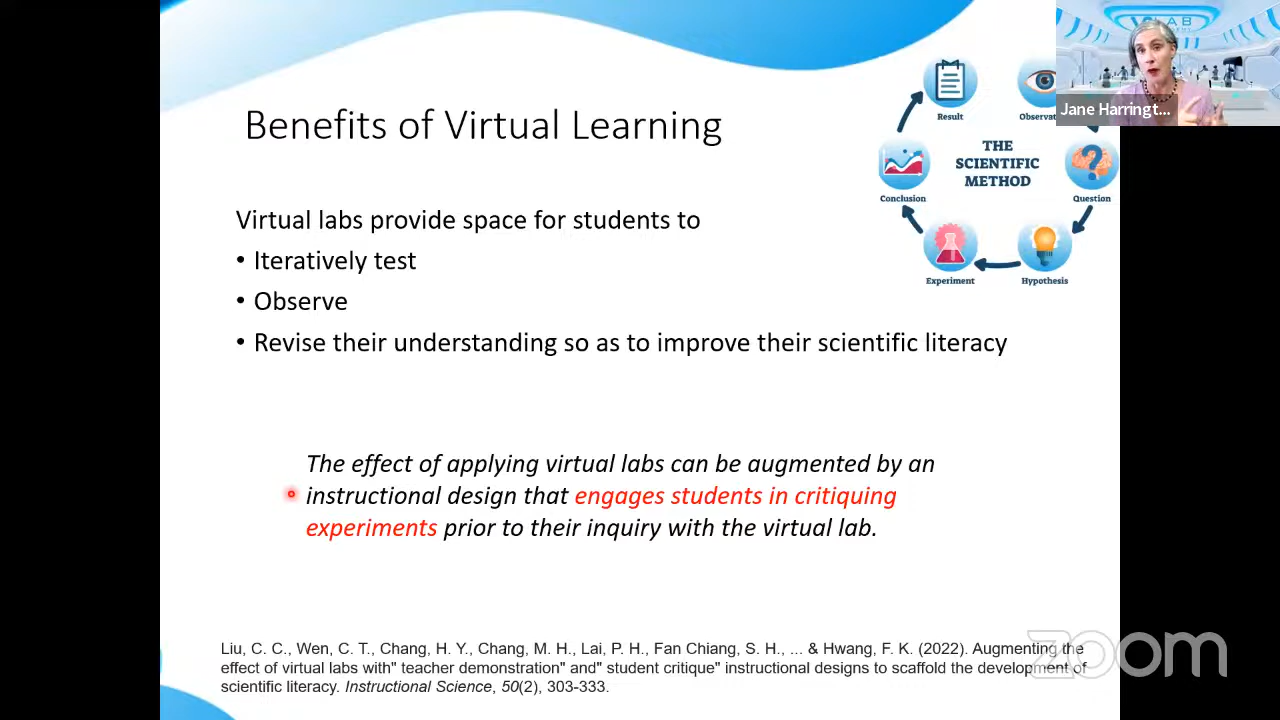 LAB
Jane Harringt...
Benefits of Virtual Learning
Result
Observat
THE
SCIENTIFIC
METHOD
Conclusion
Question
Experiment
Hypothesis
Virtual labs provide space for students to
• Iteratively test
• Observe
• Revise their understanding so as to improve their scientific literacy
The effect of applying virtual labs can be augmented by an
instructional design that engages students in critiquing
experiments prior to their inquiry with the virtual lab.
Liu, C. C., Wen, C. T., Chang, H. Y., Chang, M. H., Lai, P. H., Fan Chiang, S. H., ... & Hwang, F. K. (2022). Augmenting the
effect of virtual labs with" teacher demonstration" and" student critique" instructional designs to scaffold the development of
scientific literacy. Instructional Science, 50(2), 303-333.
zoom